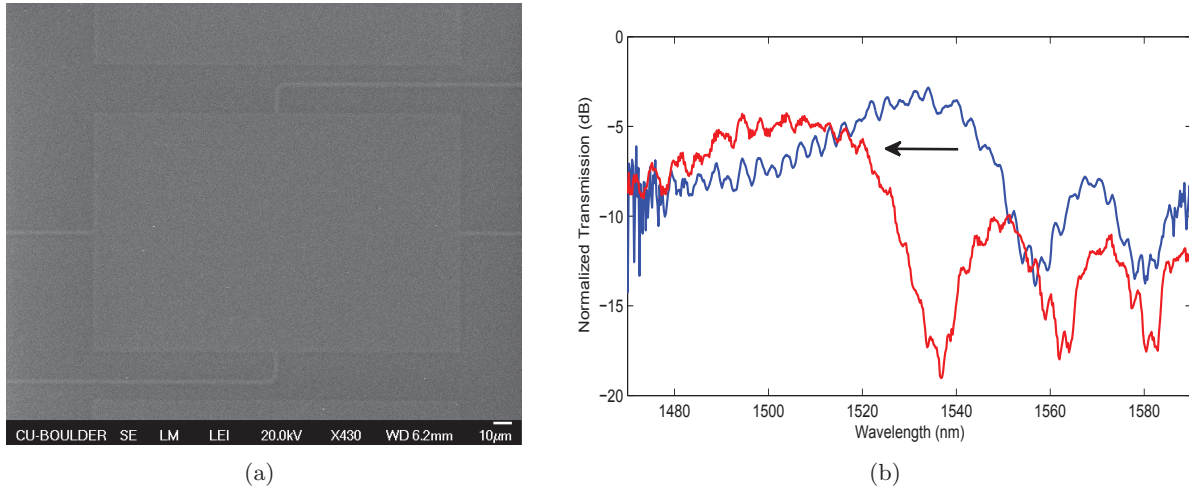 CU-BOULDER SE LM LEI 20.0kV X430 WD 6.2mm 10μm
(a)
Normalized Transmission (dB)
0
−5
−10
−15
−20
1480 1500 1520 1540 1560 1580
Wavelength (nm)
(b)